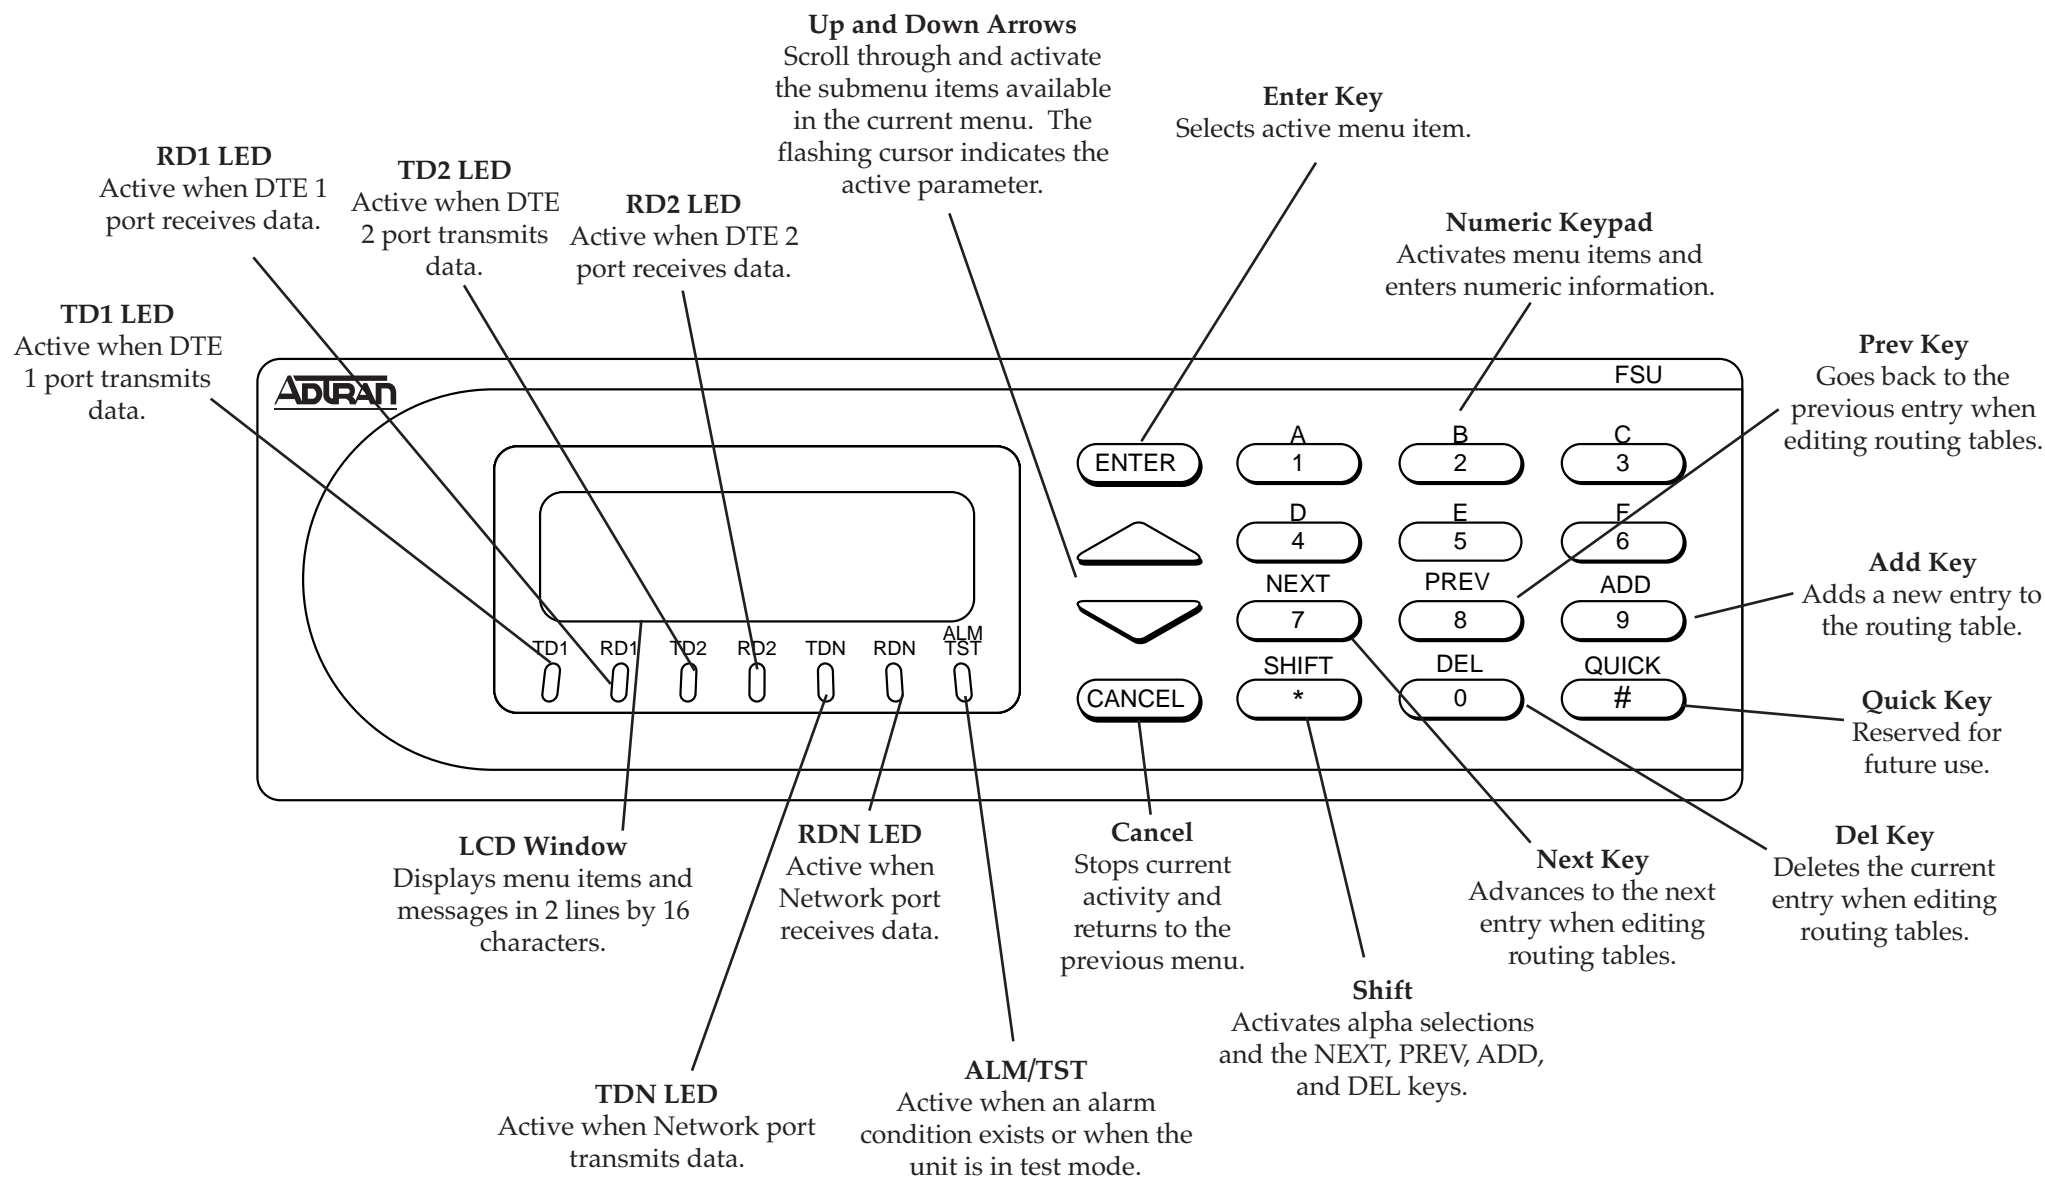 Up and Down Arrows
Scroll through and activate
the submenu items available
in the current menu.  The
flashing cursor indicates the
active parameter.
Enter Key
Selects active menu item.
RD1 LED
Active when DTE 1
port receives data.
TD2 LED
Active when DTE
2 port transmits
data.
RD2 LED
Active when DTE 2
port receives data.
Numeric Keypad
Activates menu items and
enters numeric information.
TD1 LED
Active when DTE
1 port transmits
data.
Prev Key
Goes back to the
previous entry when
editing routing tables.
ADTRAN
FSU
A B C
ENTER 1 2 3
D E F
4 5 6
NEXT PREV ADD
7 8 9
Add Key
Adds a new entry to
the routing table.
ALM
TD1 RD1 TD2 RD2 TDN RDN TST
SHIFT DEL QUICK
CANCEL * 0 #
Quick Key
Reserved for
future use.
LCD Window
Displays menu items and
messages in 2 lines by 16
characters.
RDN LED
Active when
Network port
receives data.
Cancel
Stops current
activity and
returns to the
previous menu.
Next Key
Advances to the next
entry when editing
routing tables.
Del Key
Deletes the current
entry when editing
routing tables.
Shift
Activates alpha selections
and the NEXT, PREV, ADD,
and DEL keys.
TDN LED
Active when Network port
transmits data.
ALM/TST
Active when an alarm
condition exists or when the
unit is in test mode.